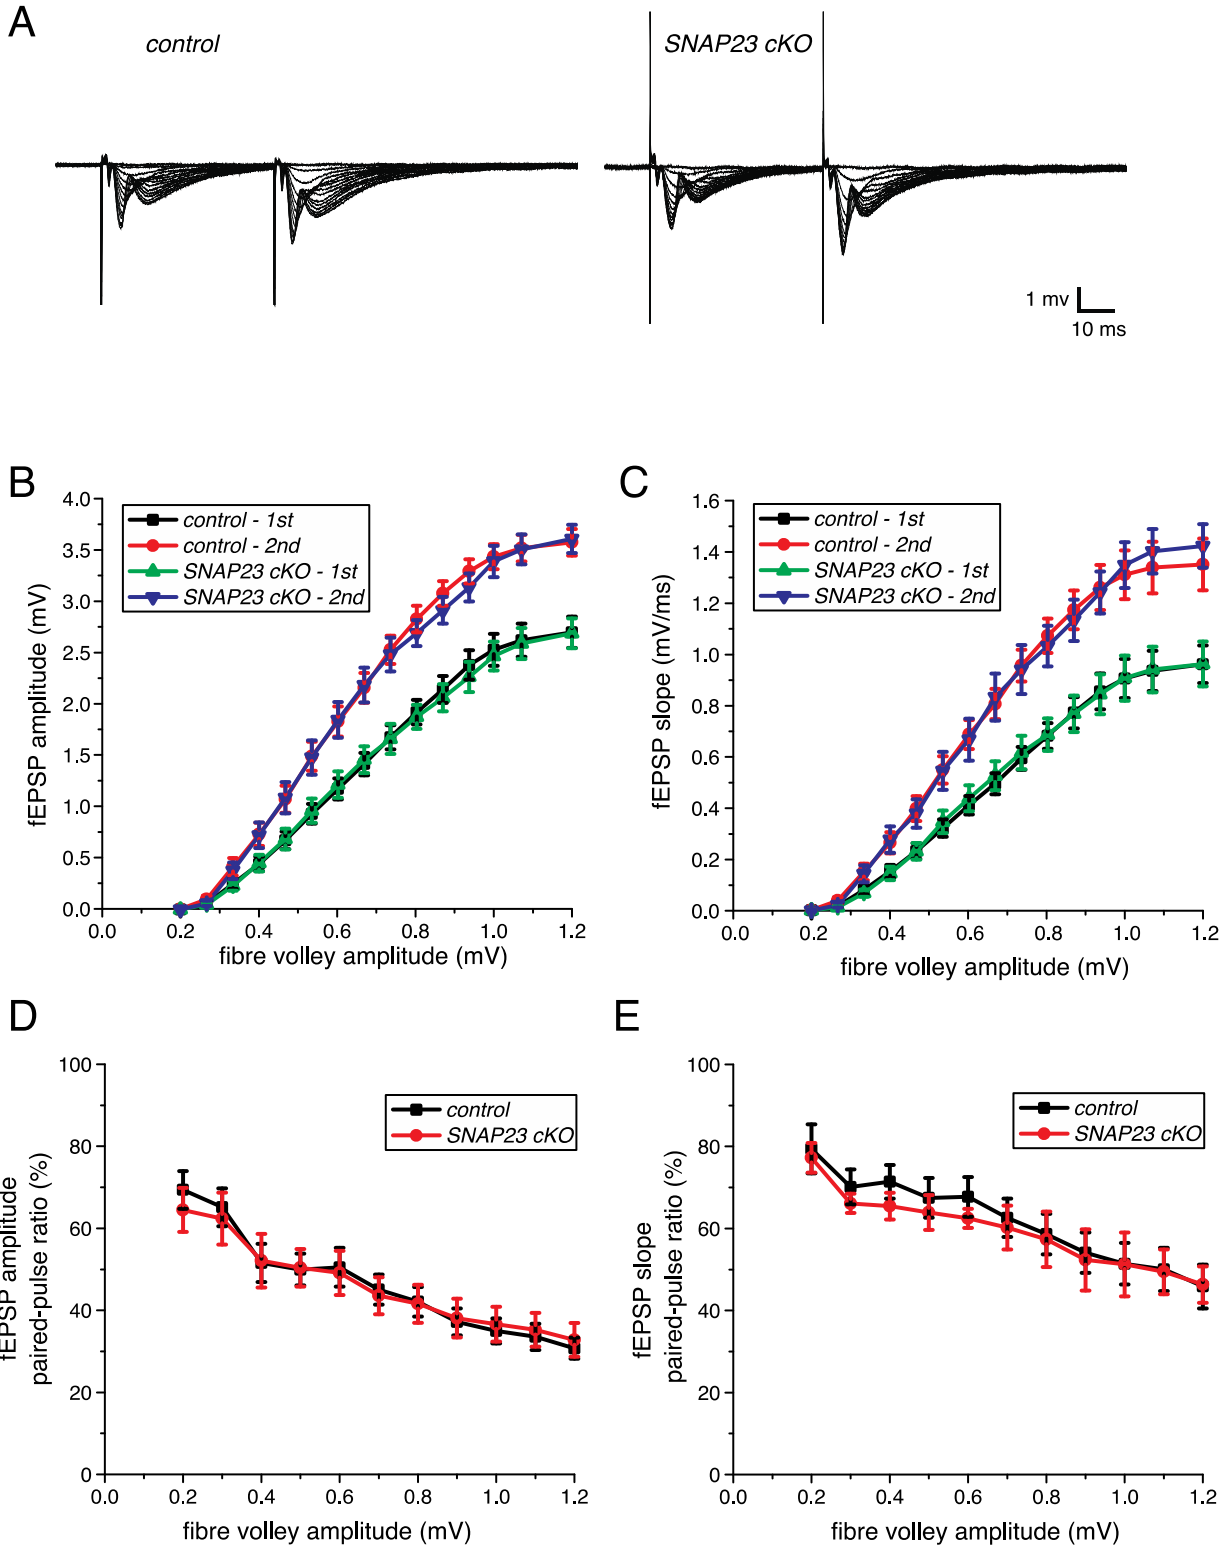 A
control
SNAP23 cKO
1 mv
10 ms
B
4.0
3.5
3.0
2.5
2.0
1.5
1.0
0.5
0.0
fEPSP amplitude (mV)
control - 1st
control - 2nd
SNAP23 cKO - 1st
SNAP23 cKO - 2nd
0.0 0.2 0.4 0.6 0.8 1.0 1.2
fibre volley amplitude (mV)
C
1.6
1.4
1.2
1.0
0.8
0.6
0.4
0.2
0.0
fEPSP slope (mV/ms)
control - 1st
control - 2nd
SNAP23 cKO - 1st
SNAP23 cKO - 2nd
0.0 0.2 0.4 0.6 0.8 1.0 1.2
fibre volley amplitude (mV)
D
100
80
60
40
20
0
fEPSP amplitude
paired-pulse ratio (%)
control
SNAP23 cKO
0.0 0.2 0.4 0.6 0.8 1.0 1.2
fibre volley amplitude (mV)
E
100
80
60
40
20
0
fEPSP slope
paired-pulse ratio (%)
control
SNAP23 cKO
0.0 0.2 0.4 0.6 0.8 1.0 1.2
fibre volley amplitude (mV)